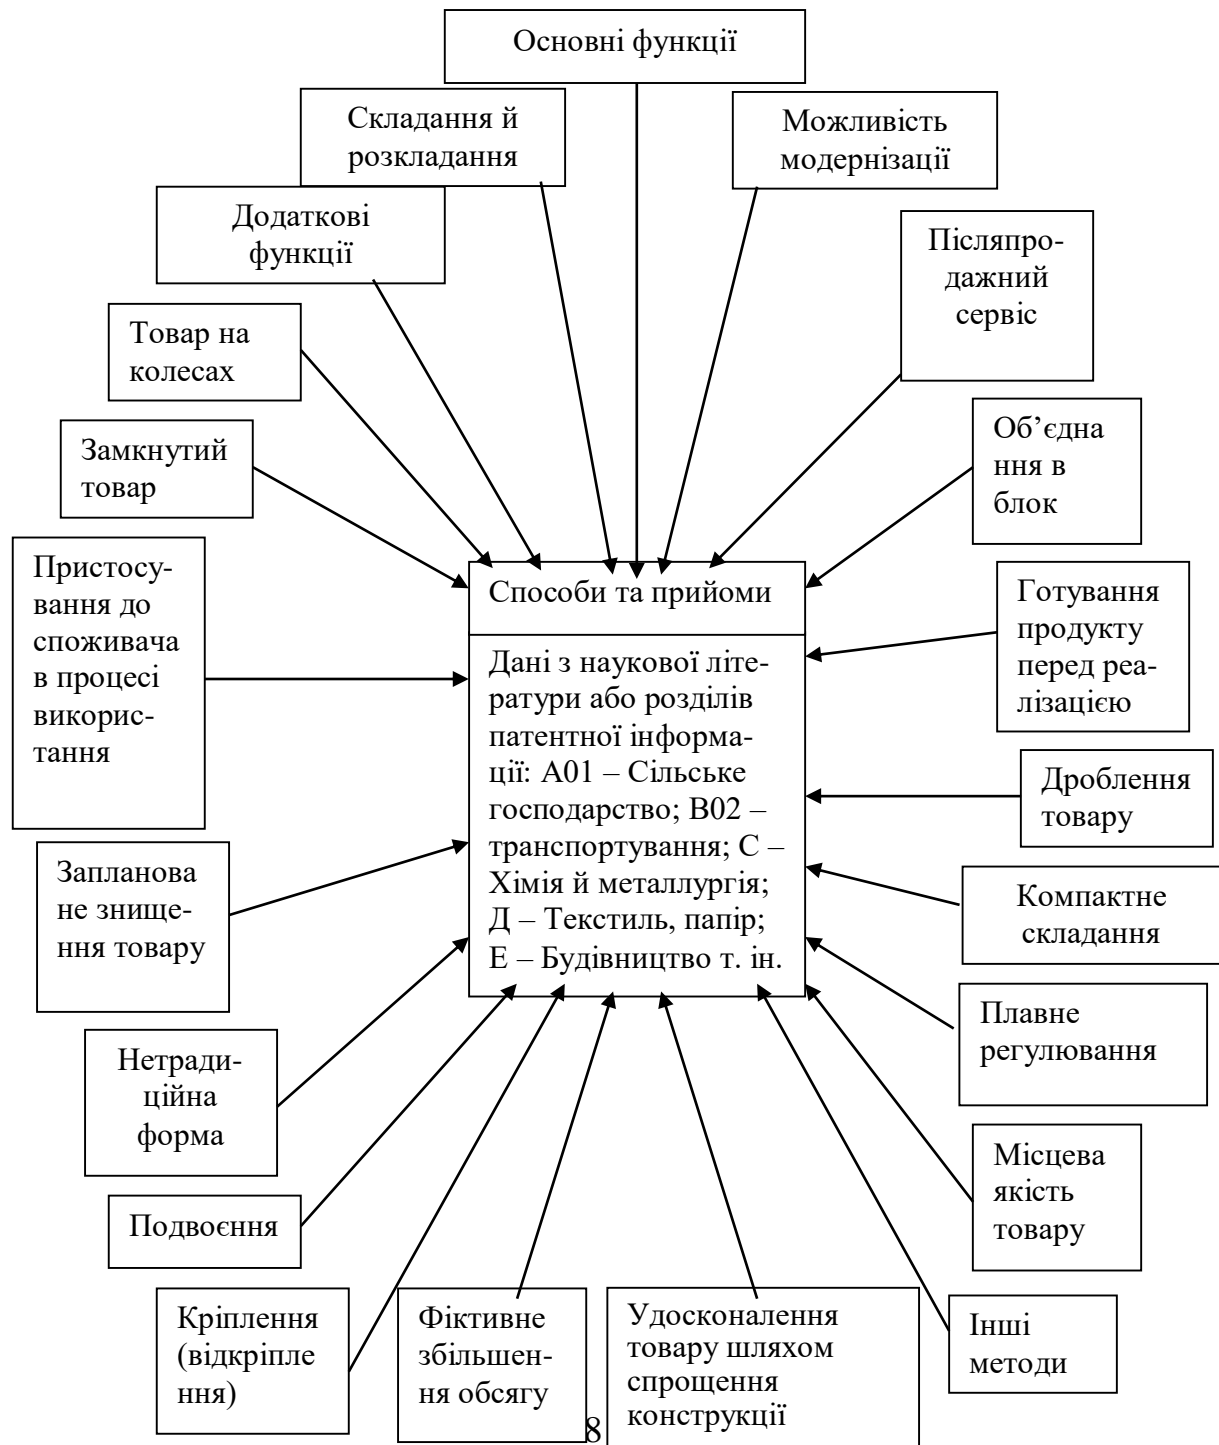 Основні функції
Складання й
розкладання
Можливість
модернізації
Додаткові
функції
Післяпро-
дажний
сервіс
Товар на
колесах
Замкнутий
товар
Об’єдна
ння в
блок
Пристосу-
вання до
споживача
в процесі
викорис-
тання
Способи та прийоми
Дані з наукової літе-
ратури або розділів
патентної інформа-
ції: А01 – Сільське
господарство; В02 –
транспортування; С –
Хімія й металлургія;
Д – Текстиль, папір;
Е – Будівництво т. ін.
Готування
продукту
перед реа-
лізацією
Дроблення
товару
Запланова
не знище-
ння товару
Компактне
складання
Плавне
регулювання
Нетради-
ційна
форма
Місцева
якість
товару
Подвоєння
Кріплення
(відкріпле
ння)
Фіктивне
збільшен-
ня обсягу
Удосконалення
товару шляхом
спрощення
конструкції
Інші
методи
8